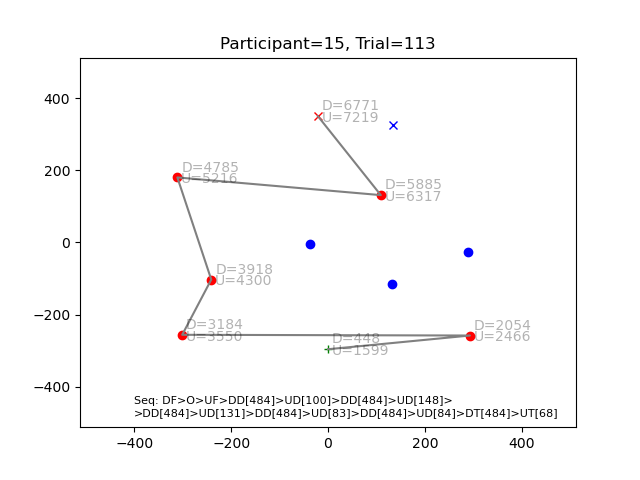 Participant=15, Trial=113
400
200
0
−200
−400
D=6771
U=7219
D=5885
U=6317
D=4785
U=5216
D=3918
U=4300
D=3184
U=3550
D=448
U=1599
D=2054
U=2466
Seq: DF>O>UF>DD[484]>UD[100]>DD[484]>UD[148]>
>DD[484]>UD[131]>DD[484]>UD[83]>DD[484]>UD[84]>DT[484]>UT[68]
−400 −200 0 200 400